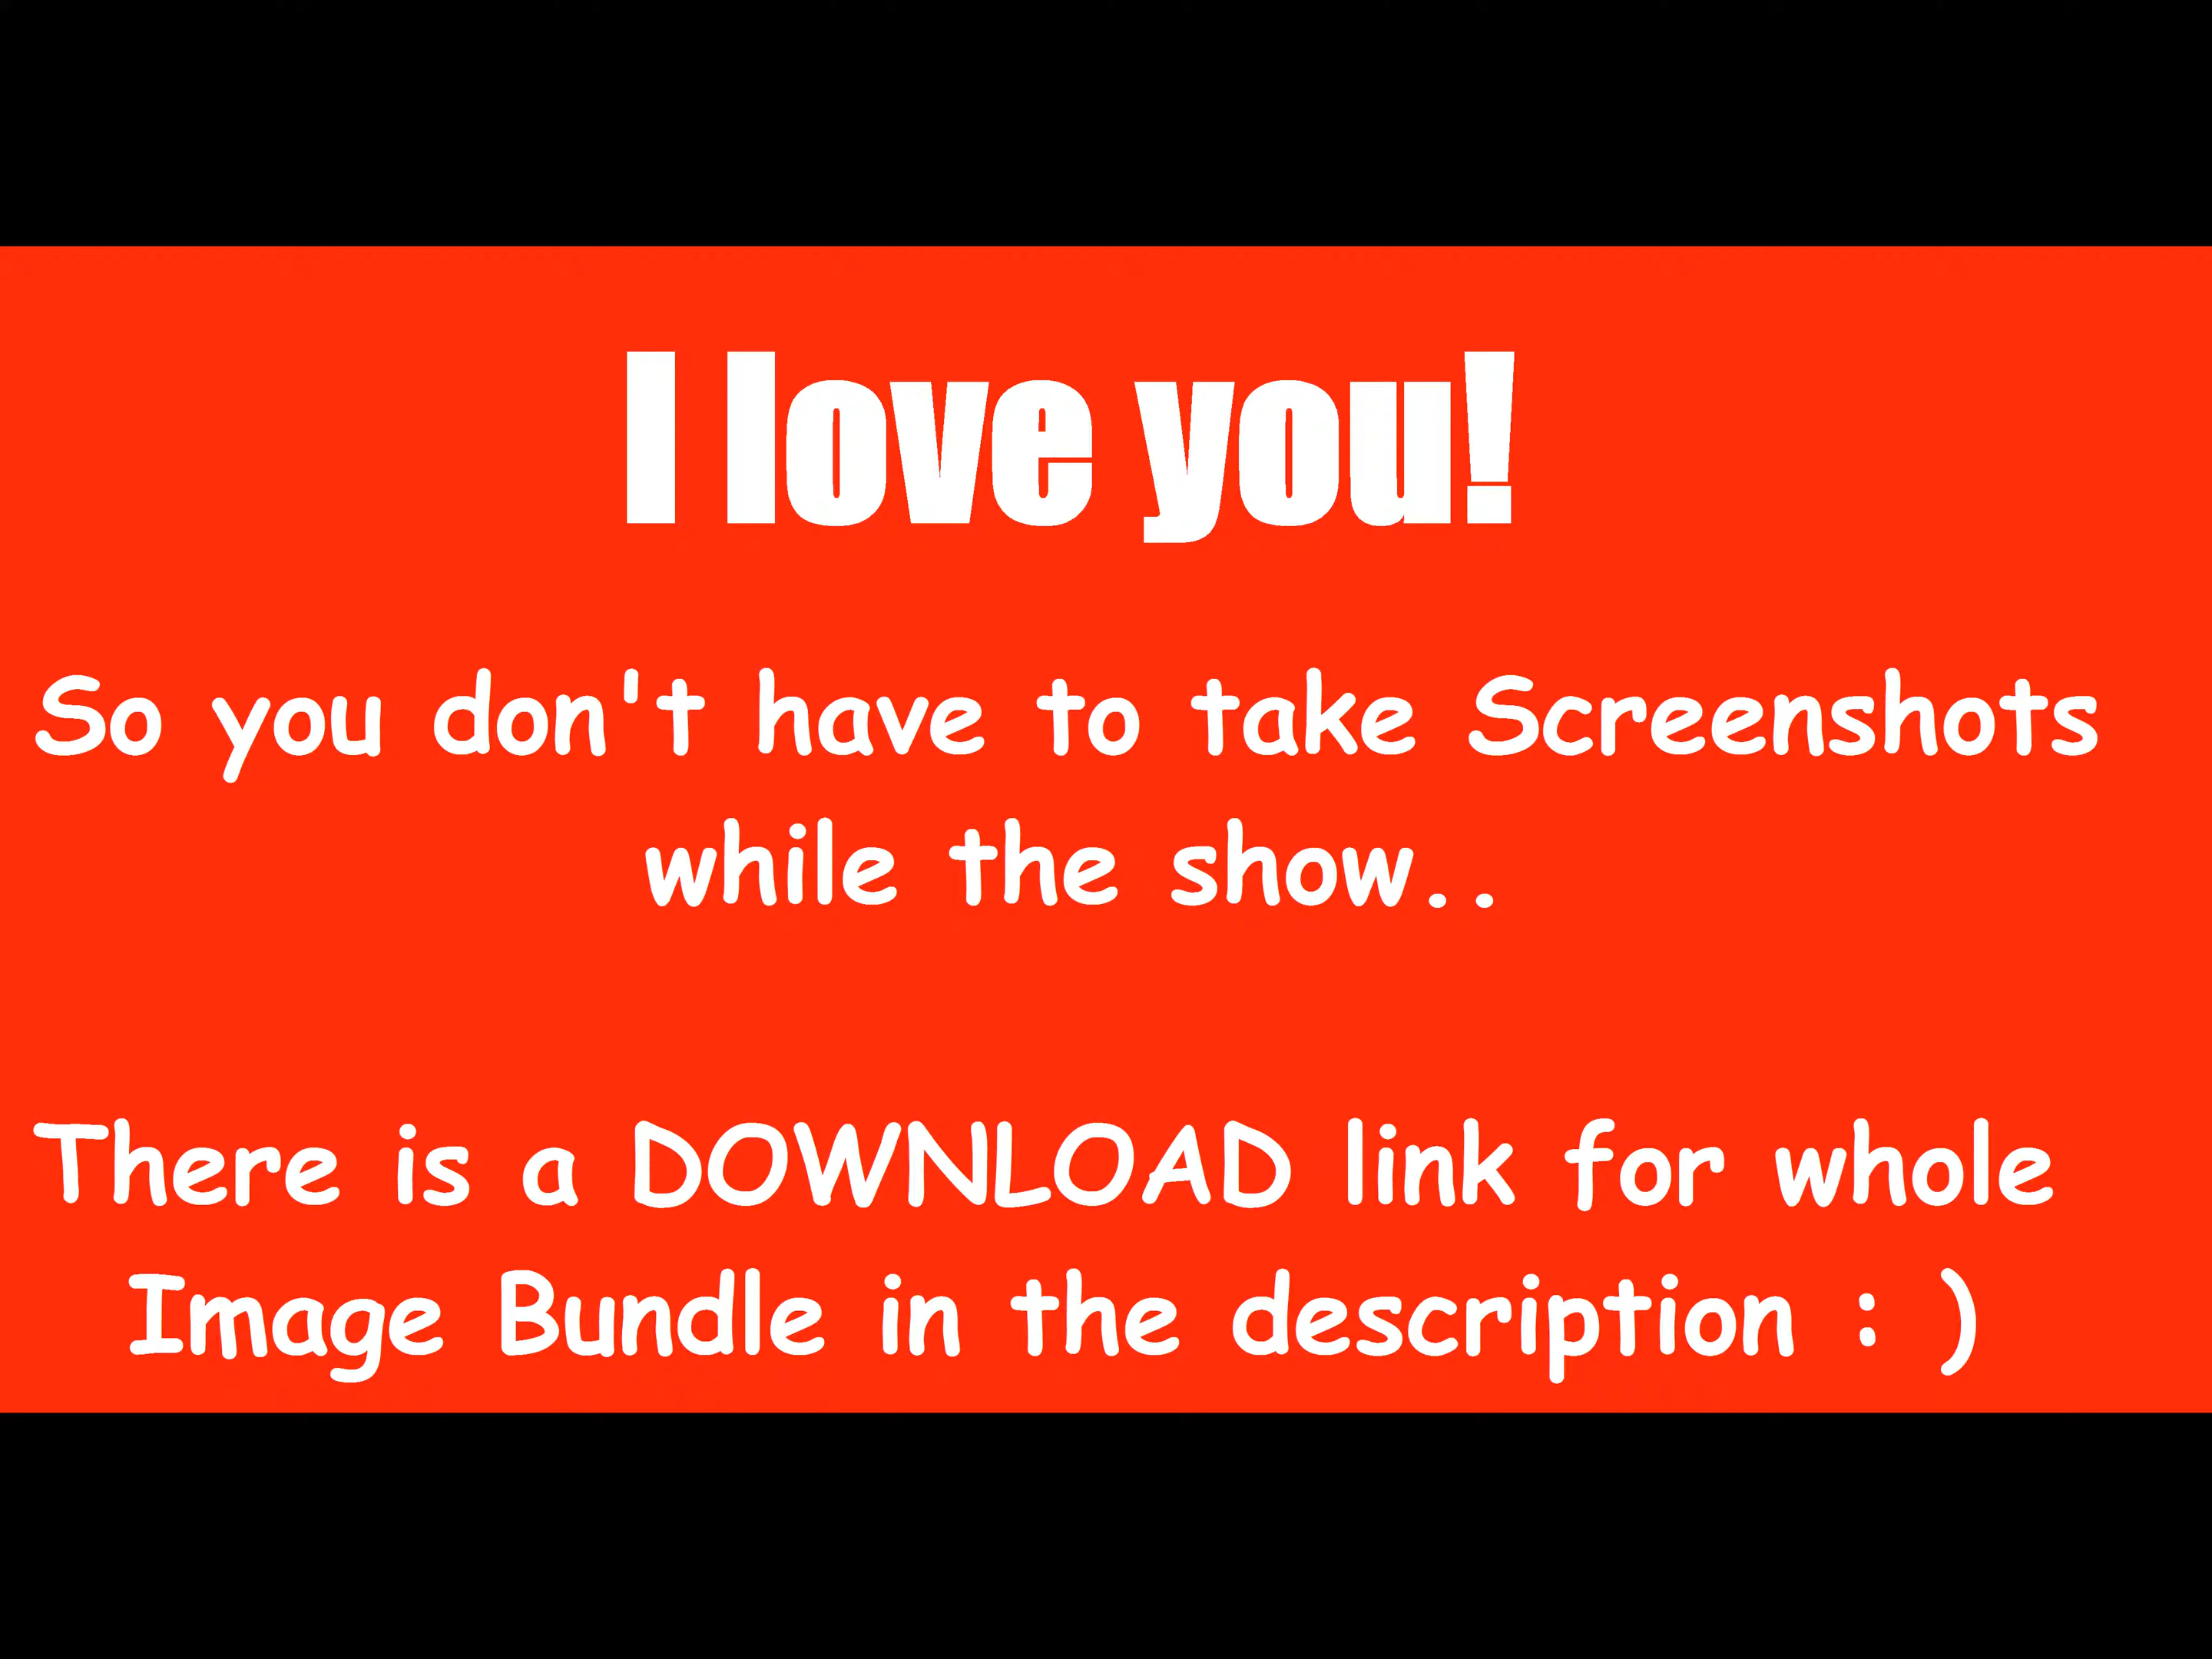 I love you!
So you don't have to take Screenshots
while the show..
There is a DOWNLOAD link for whole
Image Bundle in the description : )